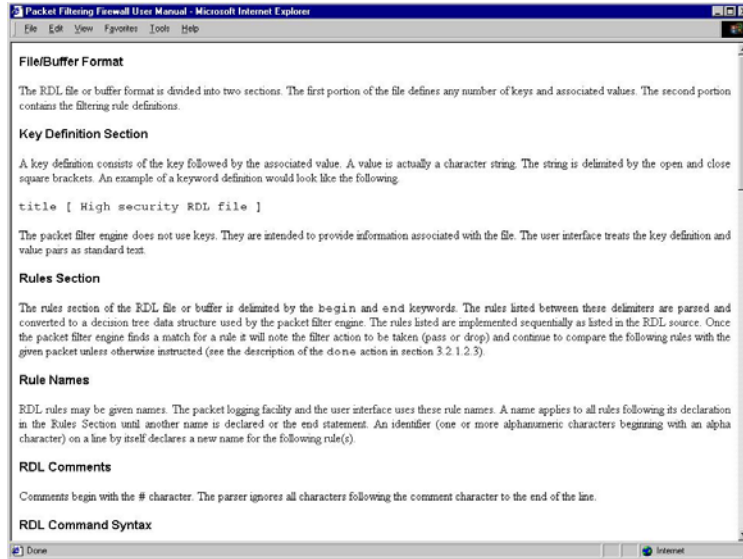 Packet Filtering Firewall User Manual - Microsoft Internet Explorer
File Edit View Favorites Tools Help
File/Buffer Format
The RDL file or buffer format is divided into two sections. The first portion of the file defines any number of keys and associated values. The second portion
contains the filtering rule definitions.
Key Definition Section
A key definition consists of the key followed by the associated value. A value is actually a character string. The string is delimited by the open and close
square brackets. An example of a keyword definition would look like the following.
title [ High security RDL file ]
The packet filter engine does not use keys. They are intended to provide information associated with the file. The user interface treats the key definition and
value pairs as standard text.
Rules Section
The rules section of the RDL file or buffer is delimited by the begin and end keywords. The rules listed between these delimiters are parsed and
converted to a decision tree data structure used by the packet filter engine. The rules listed are implemented sequentially as listed in the RDL source. Once
the packet filter engine finds a match for a rule it will note the filter action to be taken (pass or drop) and continue to compare the following rules with the
given packet unless otherwise instructed (see the description of the done action in section 3.2.1.2.3).
Rule Names
RDL rules may be given names. The packet logging facility and the user interface uses these rule names. A name applies to all rules following its declaration
in the Rules Section until another name is declared or the end statement. An identifier (one or more alphanumeric characters beginning with an alpha
character) on a line by itself declares a new name for the following rule(s).
RDL Comments
Comments begin with the # character. The parser ignores all characters following the comment character to the end of the line.
RDL Command Syntax
Done
Internet